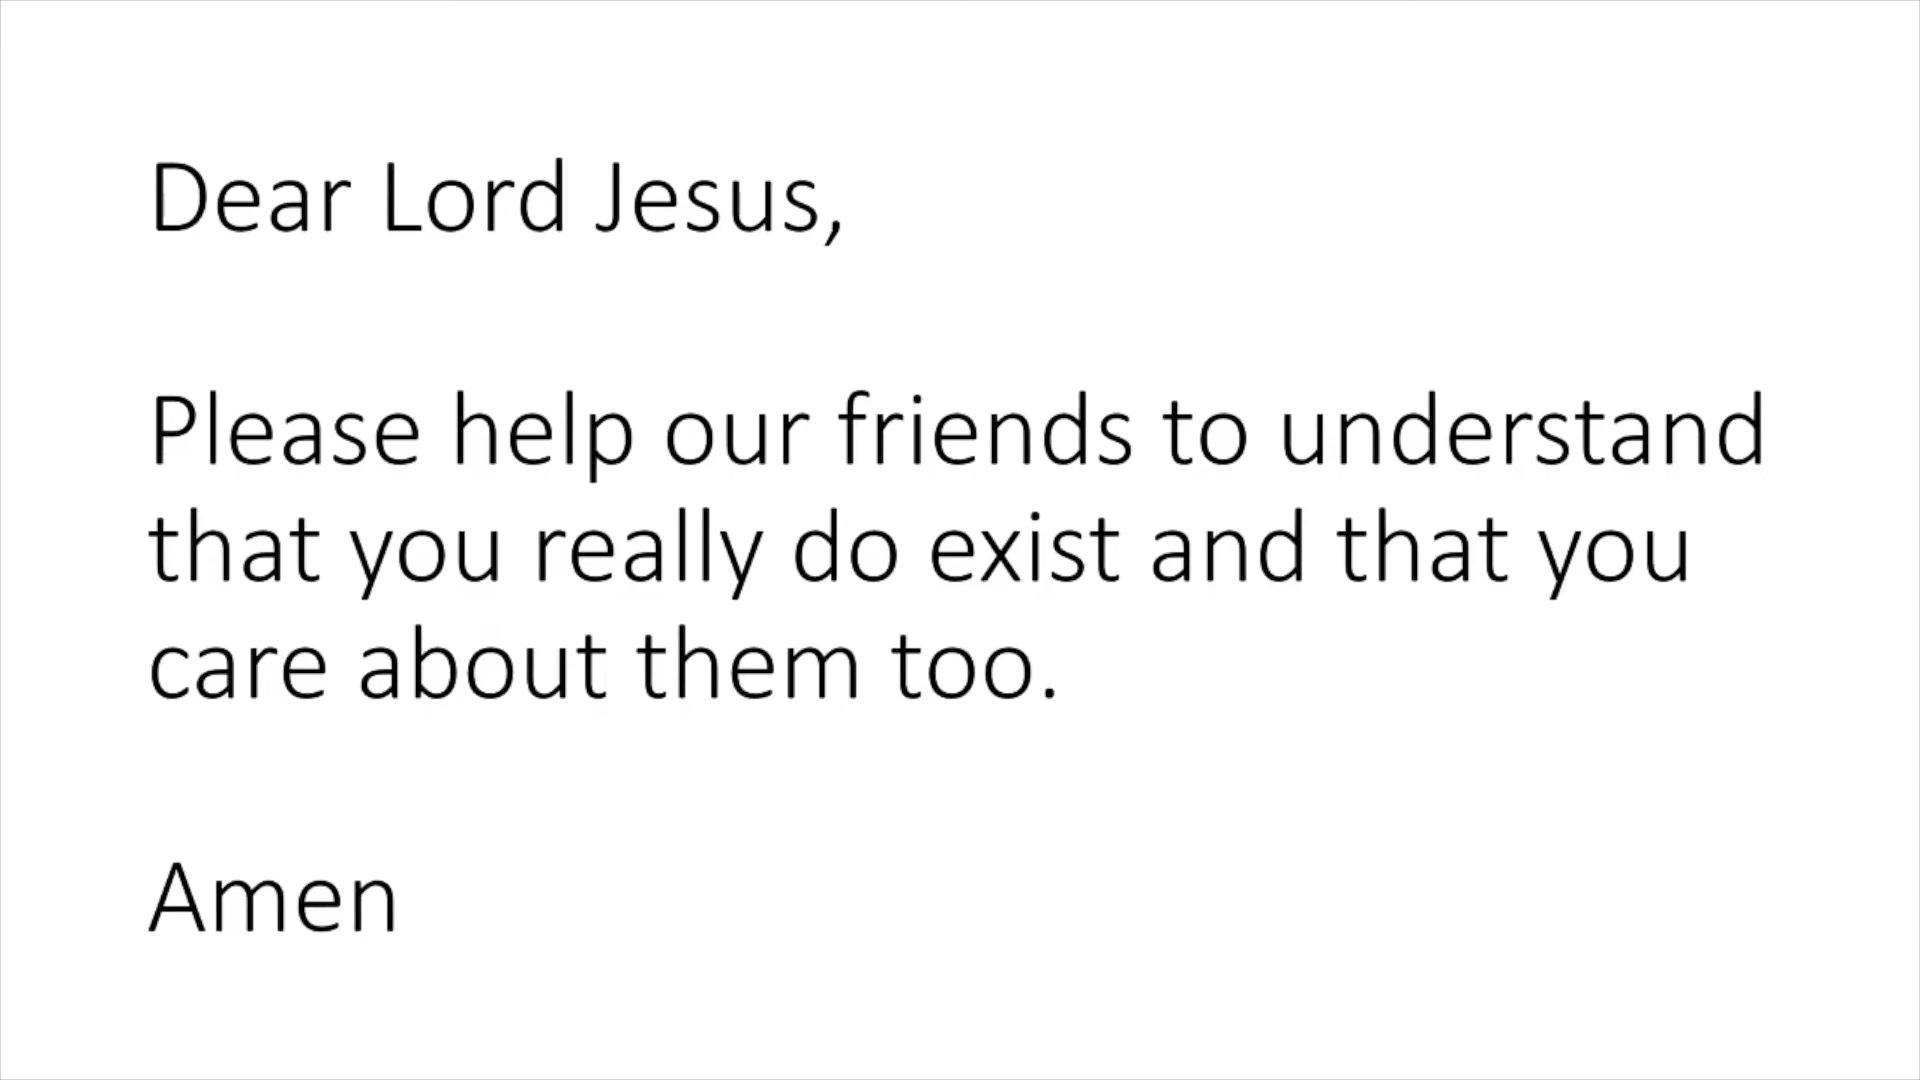 Dear Lord Jesus,
Please help our friends to understand
that you really do exist and that you
care about them too.
Amen